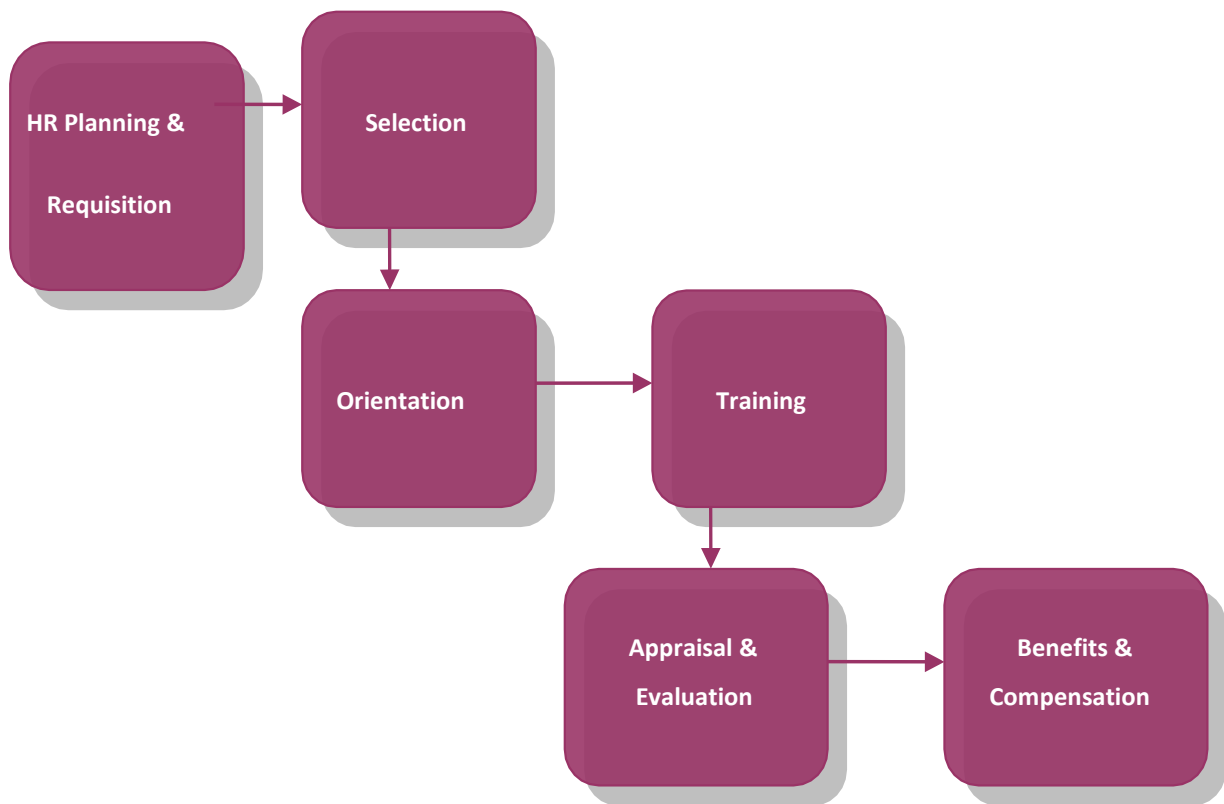 HR Planning &
Requisition
Selection
Orientation
Training
Appraisal &
Evaluation
Benefits &
Compensation